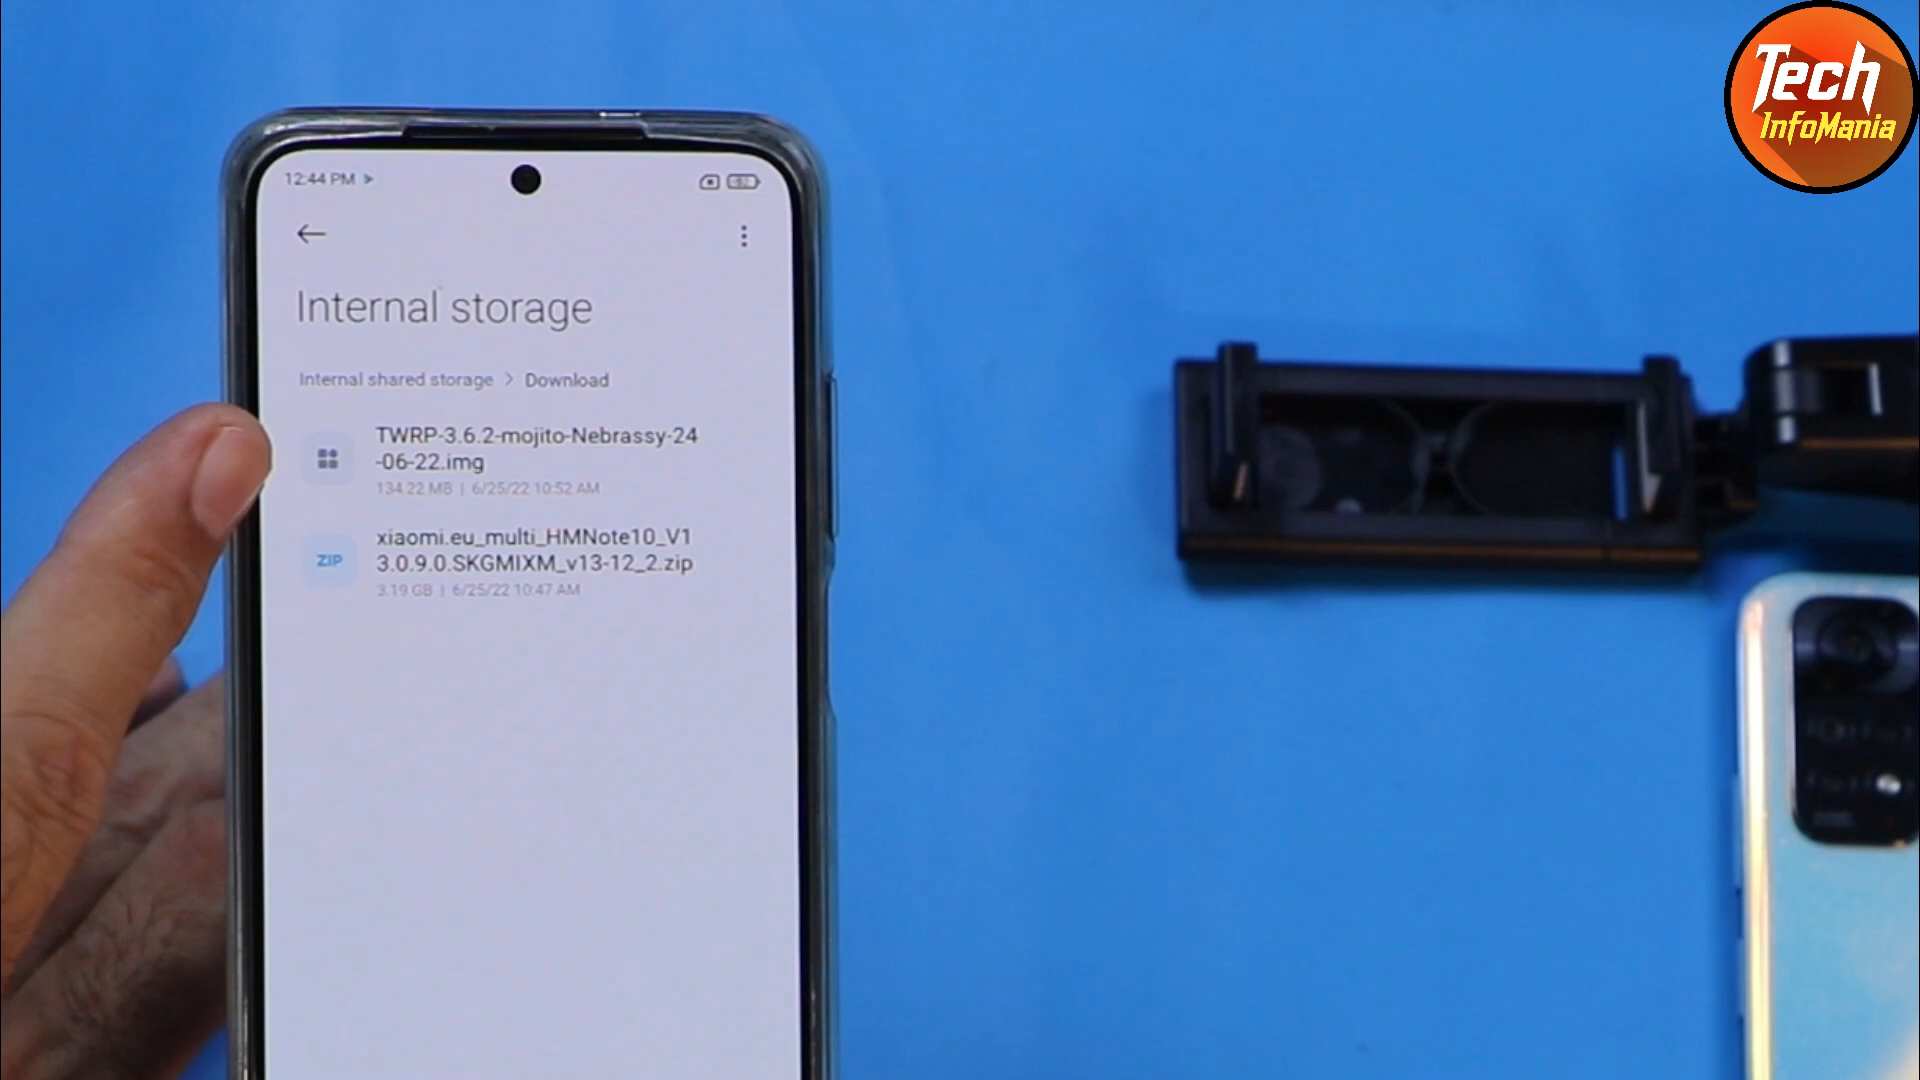 Tech
InfoMania
12:44 PM
Internal storage
Internal shared storage > Download
TWRP-3.6.2-mojito-Nebrassy-24
-06-22.img
134.22 MB | 6/25/22 10:52 AM
ZIP
xiaomi.eu_multi_HMNote10_V1
3.0.9.0.SKGMIXM_v13-12_2.zip
3.19 GB | 6/25/22 10:47 AM